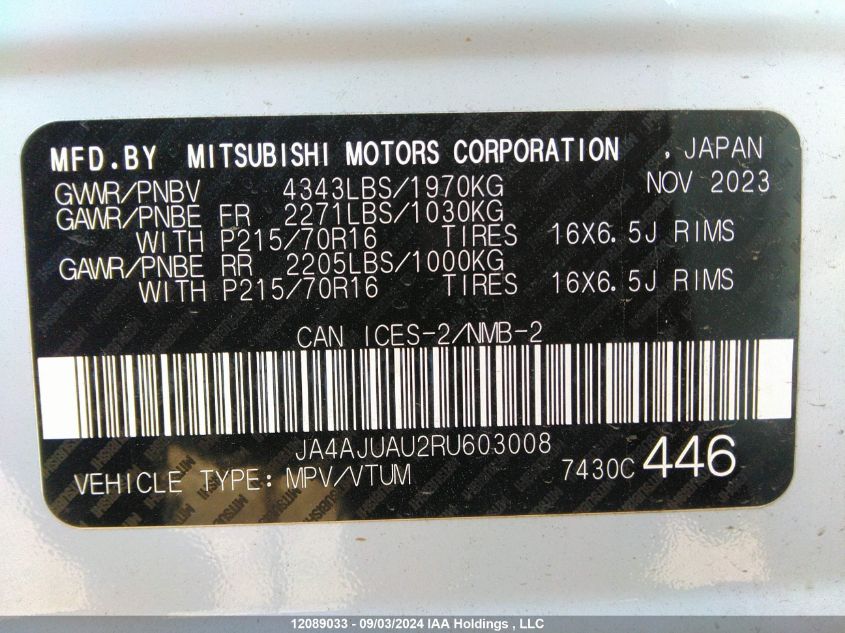 MFD.BY MITSUBISHI MOTORS CORPORATION , JAPAN
GVWR/PNBV 4343LBS/1970KG NOV 2023
GAWR/PNBE FR 2271LBS/1030KG
WITH P215/70R16 TIRES 16X6.5J RIMS
GAWR/PNBE RR 2205LBS/1000KG
WITH P215/70R16 TIRES 16X6.5J RIMS
CAN ICES-2/NMB-2
JA4AJUAU2RU603008
VEHICLE TYPE: MPV/VTUM 7430C 446
12089033 - 09/03/2024 IAA Holdings , LLC